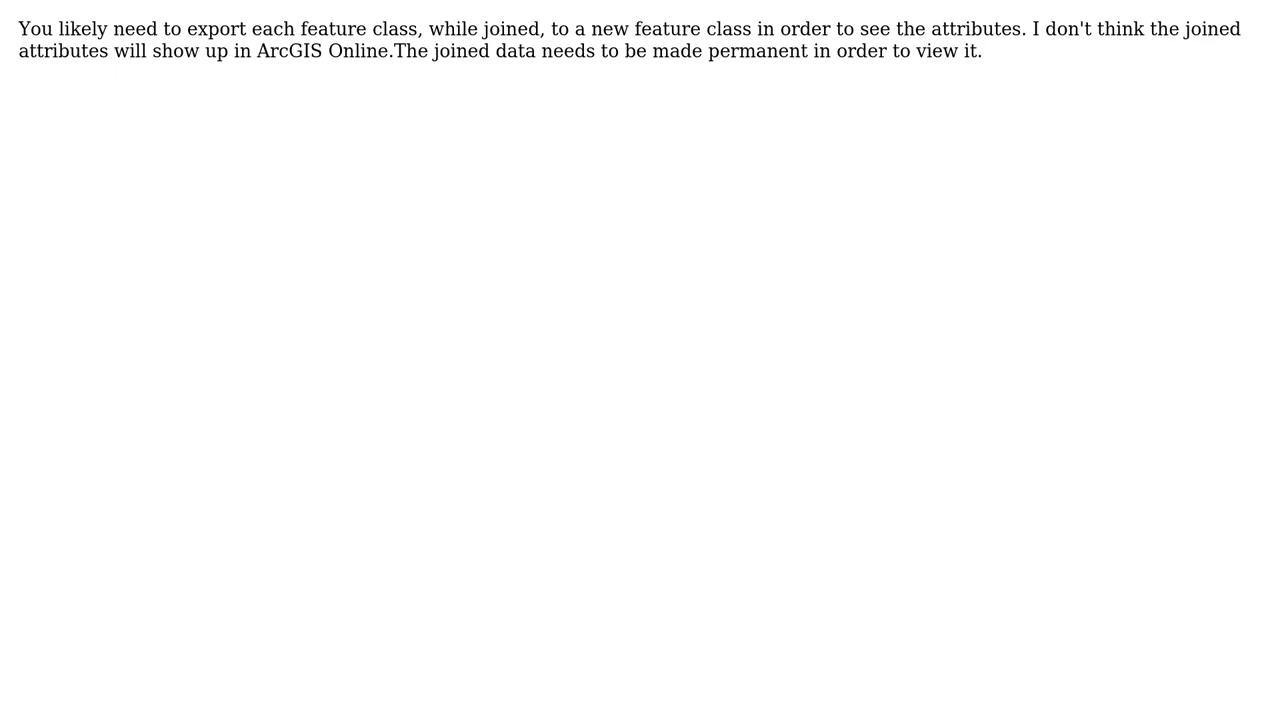 You likely need to export each feature class, while joined, to a new feature class in order to see the attributes. I don't think the joined
attributes will show up in ArcGIS Online.The joined data needs to be made permanent in order to view it.